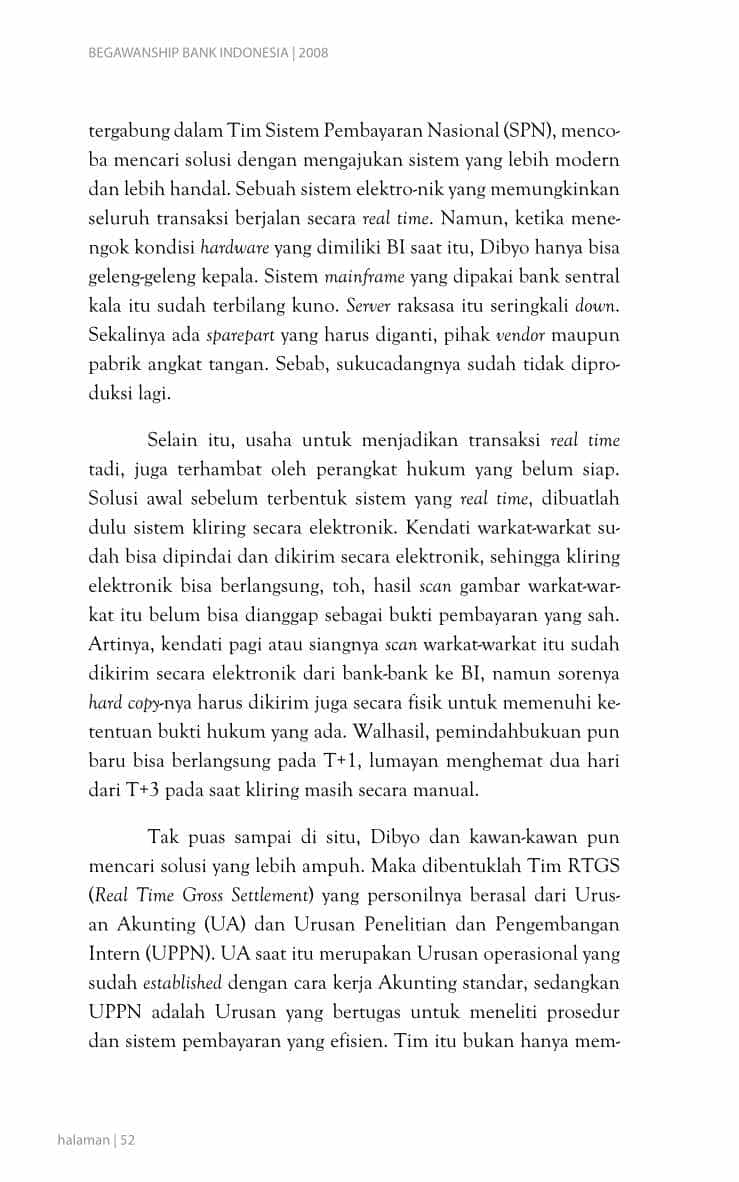 BEGAWANSHIP BANK INDONESIA | 2008
tergabung dalam Tim Sistem Pembayaran Nasional (SPN), menco-
ba mencari solusi dengan mengajukan sistem yang lebih modern
dan lebih handal. Sebuah sistem elektro-nik yang memungkinkan
seluruh transaksi berjalan secara real time. Namun, ketika mene-
ngok kondisi hardware yang dimiliki BI saat itu, Dibyo hanya bisa
geleng-geleng kepala. Sistem mainframe yang dipakai bank sentral
kala itu sudah terbilang kuno. Server raksasa itu seringkali down.
Sekalinya ada sparepart yang harus diganti, pihak vendor maupun
pabrik angkat tangan. Sebab, sukucadangnya sudah tidak dipro-
duksi lagi.
Selain itu, usaha untuk menjadikan transaksi real time
tadi, juga terhambat oleh perangkat hukum yang belum siap.
Solusi awal sebelum terbentuk sistem yang real time, dibuatlah
dulu sistem kliring secara elektronik. Kendati warkat-warkat su-
dah bisa dipindai dan dikirim secara elektronik, sehingga kliring
elektronik bisa berlangsung, toh, hasil scan gambar warkat-war-
kat itu belum bisa dianggap sebagai bukti pembayaran yang sah.
Artinya, kendati pagi atau siangnya scan warkat-warkat itu sudah
dikirim secara elektronik dari bank-bank ke BI, namun sorenya
hard copy-nya harus dikirim juga secara fisik untuk memenuhi ke-
tentuan bukti hukum yang ada. Walhasil, pemindahbukuan pun
baru bisa berlangsung pada T+1, lumayan menghemat dua hari
dari T+3 pada saat kliring masih secara manual.
Tak puas sampai di situ, Dibyo dan kawan-kawan pun
mencari solusi yang lebih ampuh. Maka dibentuklah Tim RTGS
(Real Time Gross Settlement) yang personilnya berasal dari Urus-
an Akunting (UA) dan Urusan Penelitian dan Pengembangan
Intern (UPPN). UA saat itu merupakan Urusan operasional yang
sudah established dengan cara kerja Akunting standar, sedangkan
UPPN adalah Urusan yang bertugas untuk meneliti prosedur
dan sistem pembayaran yang efisien. Tim itu bukan hanya mem-
halaman | 52